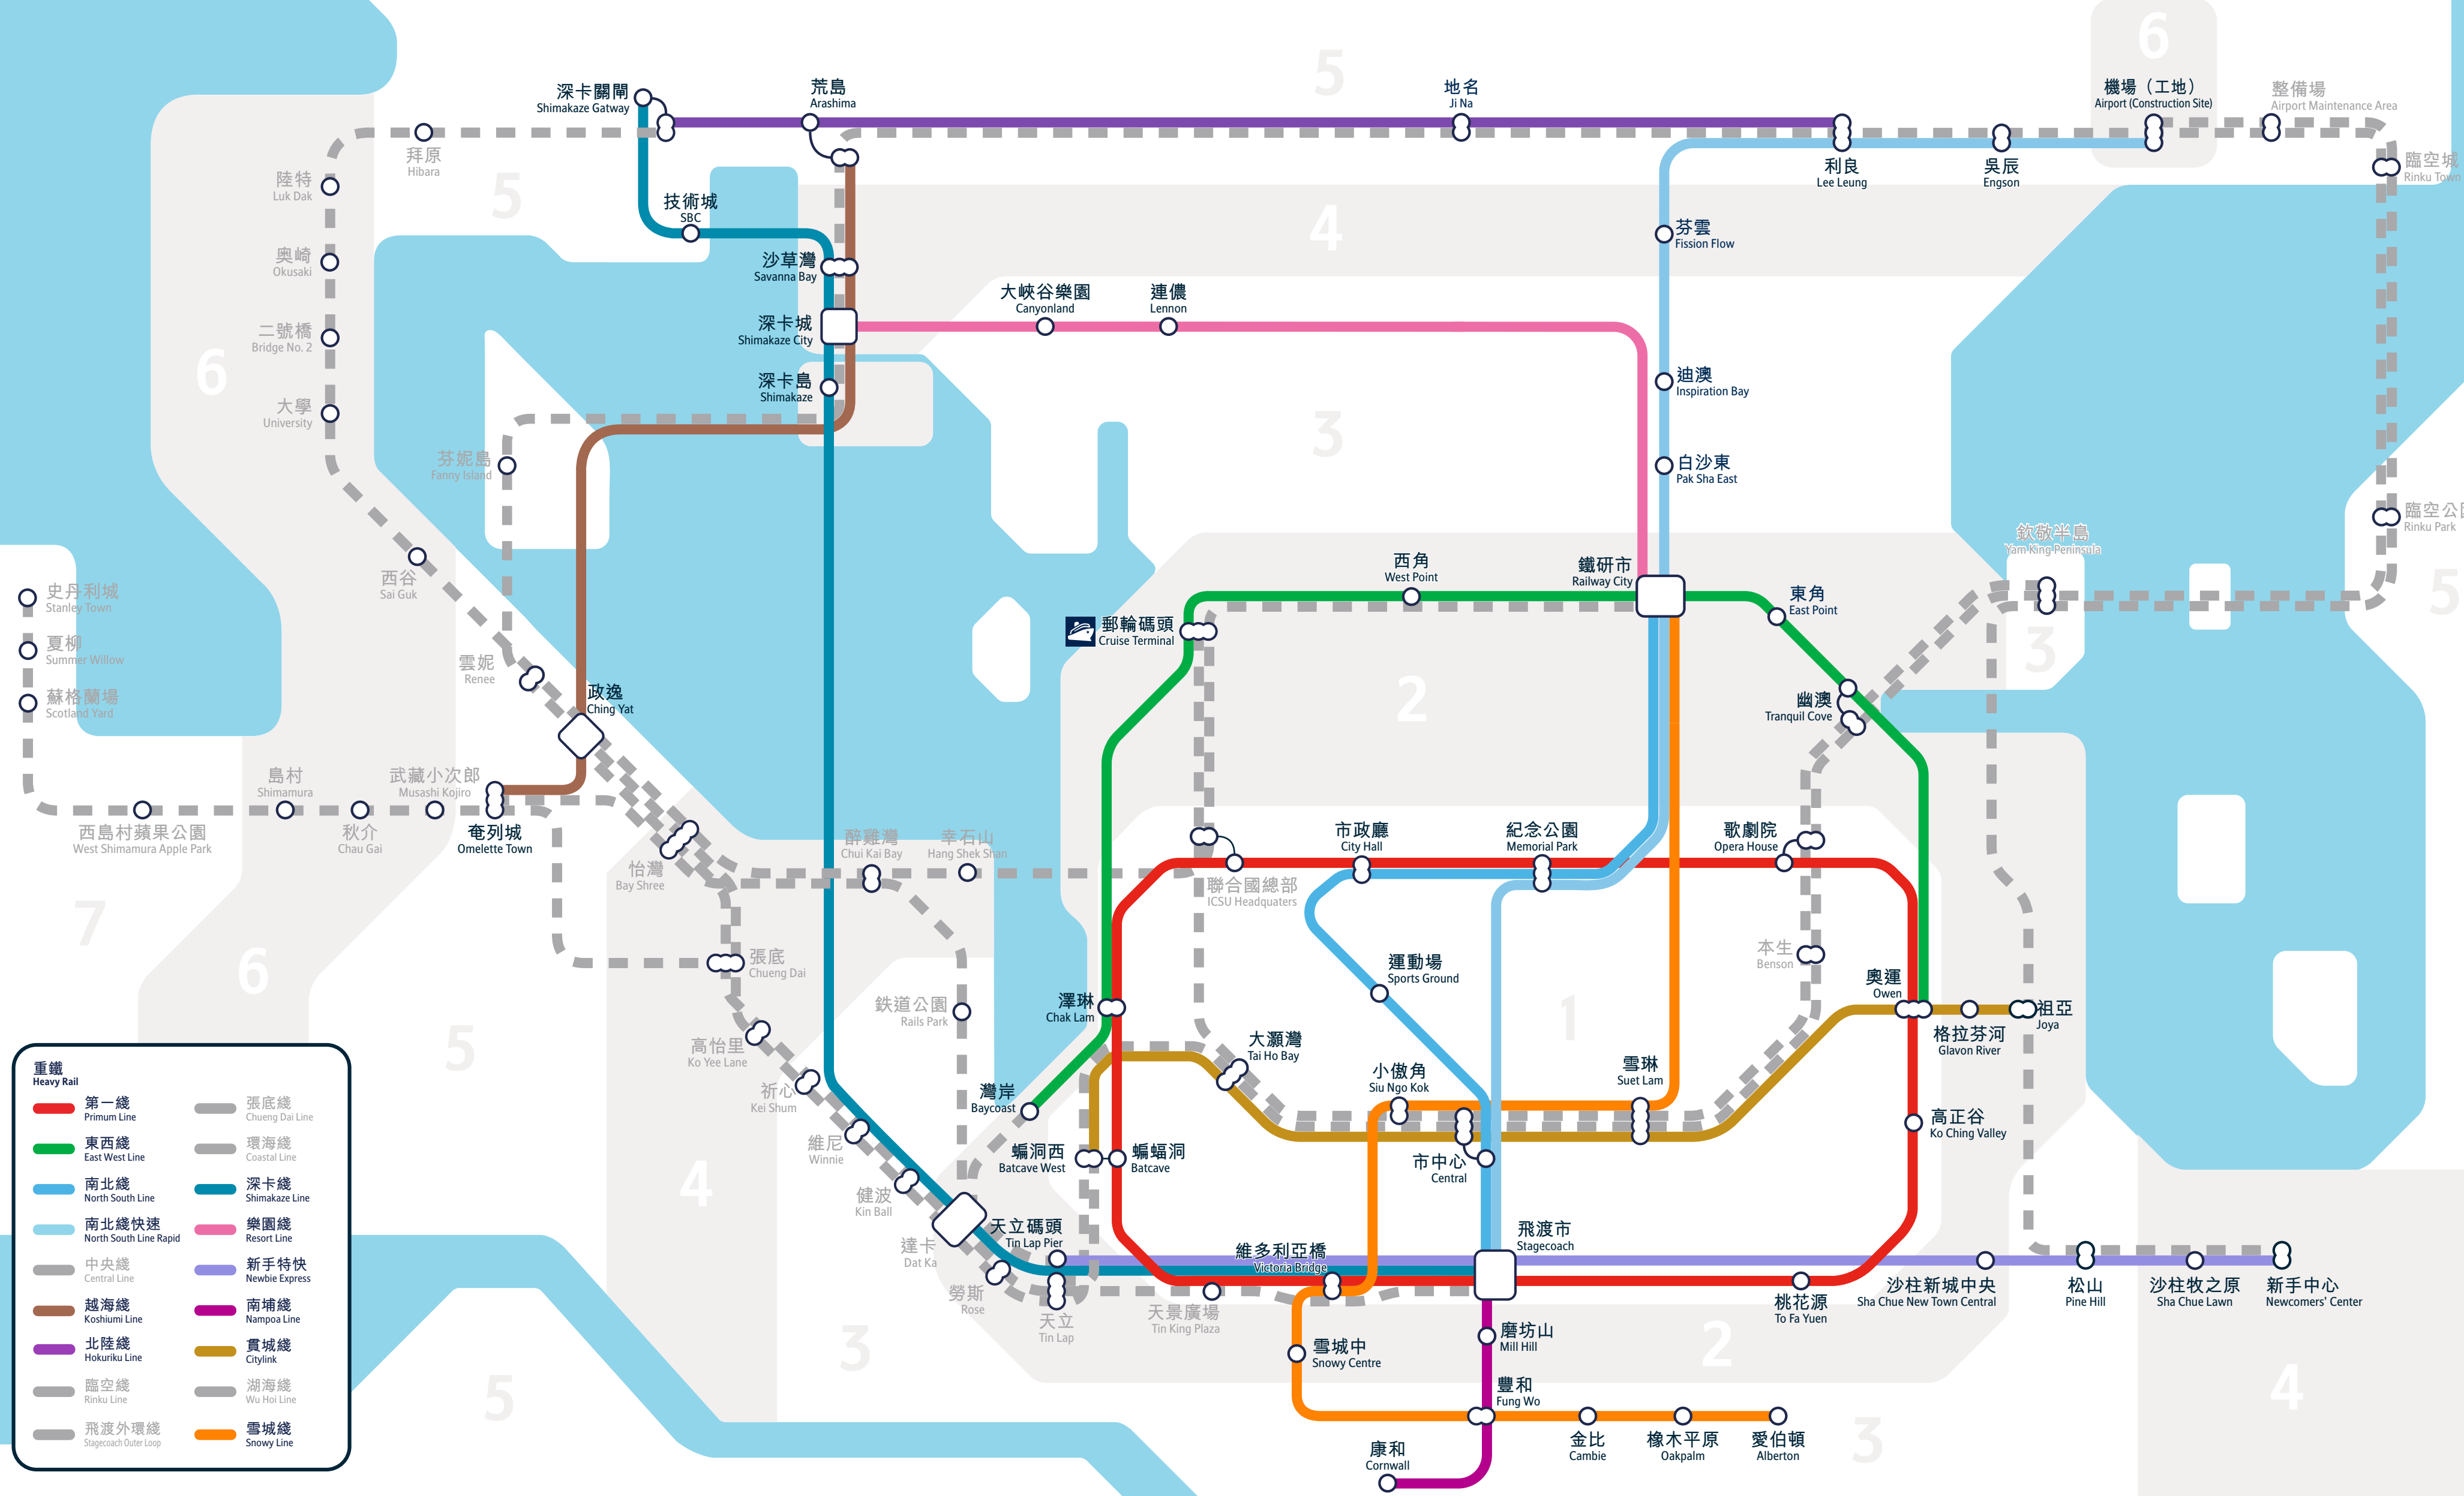 5
6
深卡關閘
Shimakaze Gatway
荒島
Arashima
地名
Ji Na
機場（工地）
Airport (Construction Site)
整備場
Airport Maintenance Area
拜原
Hibara
利良
Lee Leung
吳辰
Engson
臨空城
Rinku Town
陸特
Luk Dak
5
技術城
SBC
4
芬雲
Fission Flow
奧崎
Okusaki
沙草灣
Savanna Bay
大峽谷樂園
Canyonland
連儂
Lennon
二號橋
Bridge No. 2
深卡城
Shimakaze City
6
深卡島
Shimakaze
迪澳
Inspiration Bay
大學
University
3
芬妮島
Fanny Island
白沙東
Pak Sha East
臨空公
Rinku Park
欽敬半島
Yam King Peninsula
西谷
Sai Guk
西角
West Point
鐵研市
Railway City
東角
East Point
5
史丹利城
Stanley Town
夏柳
Summer Willow
蘇格蘭場
Scotland Yard
郵輪碼頭
Cruise Terminal
3
雲妮
Renee
政逸
Ching Yat
2
幽澳
Tranquil Cove
島村
Shimamura
武藏小次郎
Musashi Kojiro
西島村蘋果公園
West Shimamura Apple Park
秋介
Chau Gai
奄列城
Omelette Town
怡灣
Bay Shree
醉雞灣
Chui Kai Bay
幸石山
Hang Shek Shan
市政廳
City Hall
紀念公園
Memorial Park
歌劇院
Opera House
聯合國總部
ICSU Headquaters
7
6
張底
Chueng Dai
運動場
Sports Ground
本生
Benson
鉄道公園
Rails Park
澤琳
Chak Lam
1
奧運
Owen
格拉芬河
Glavon River
祖亞
Joya
5
高怡里
Ko Yee Lane
大灝灣
Tai Ho Bay
祈心
Kei Shum
灣岸
Baycoast
小傲角
Siu Ngo Kok
雪琳
Suet Lam
高正谷
Ko Ching Valley
維尼
Winnie
蝙洞西
Batcave West
蝙蝠洞
Batcave
市中心
Central
4
健波
Kin Ball
達卡
Dat Ka
天立碼頭
Tin Lap Pier
維多利亞橋
Victoria Bridge
飛渡市
Stagecoach
勞斯
Rose
天立
Tin Lap
天景廣場
Tin King Plaza
桃花源
To Fa Yuen
沙柱新城中央
Sha Chue New Town Central
松山
Pine Hill
沙柱牧之原
Sha Chue Lawn
新手中心
Newcomers' Center
3
雪城中
Snowy Centre
磨坊山
Mill Hill
2
4
5
豐和
Fung Wo
金比
Cambie
橡木平原
Oakpalm
愛伯頓
Alberton
3
康和
Cornwall
重鐵
Heavy Rail
第一綫
Primum Line
東西綫
East West Line
南北綫
North South Line
南北綫快速
North South Line Rapid
中央綫
Central Line
越海綫
Koshiumi Line
北陸綫
Hokuriku Line
臨空綫
Rinku Line
飛渡外環綫
Stagecoach Outer Loop
張底綫
Chueng Dai Line
環海綫
Coastal Line
深卡綫
Shimakaze Line
樂園綫
Resort Line
新手特快
Newbie Express
南埔綫
Nampoa Line
貫城綫
Citylink
湖海綫
Wu Hoi Line
雪城綫
Snowy Line